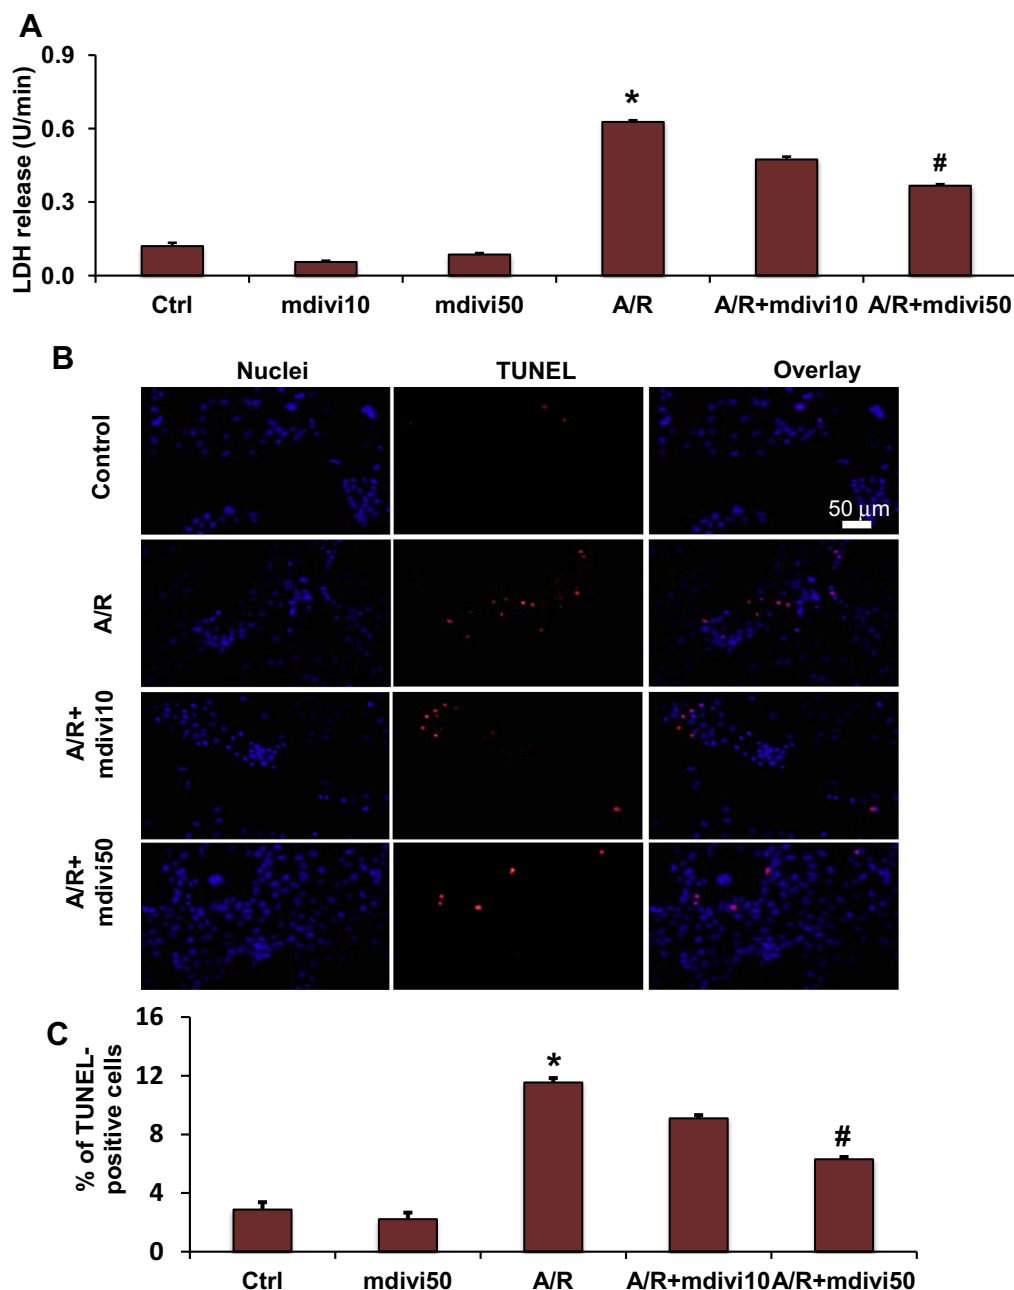 A
LDH release (U/min)
0.9
0.6
0.3
0.0
*
#
Ctrl mdivi10 mdivi50 A/R A/R+mdivi10 A/R+mdivi50
B
Nuclei TUNEL Overlay
Control
50 µm
A/R
A/R+
mdivi10
A/R+
mdivi50
C
% of TUNEL-
positive cells
16
12
8
4
0
*
#
Ctrl mdivi50 A/R A/R+mdivi10 A/R+mdivi50